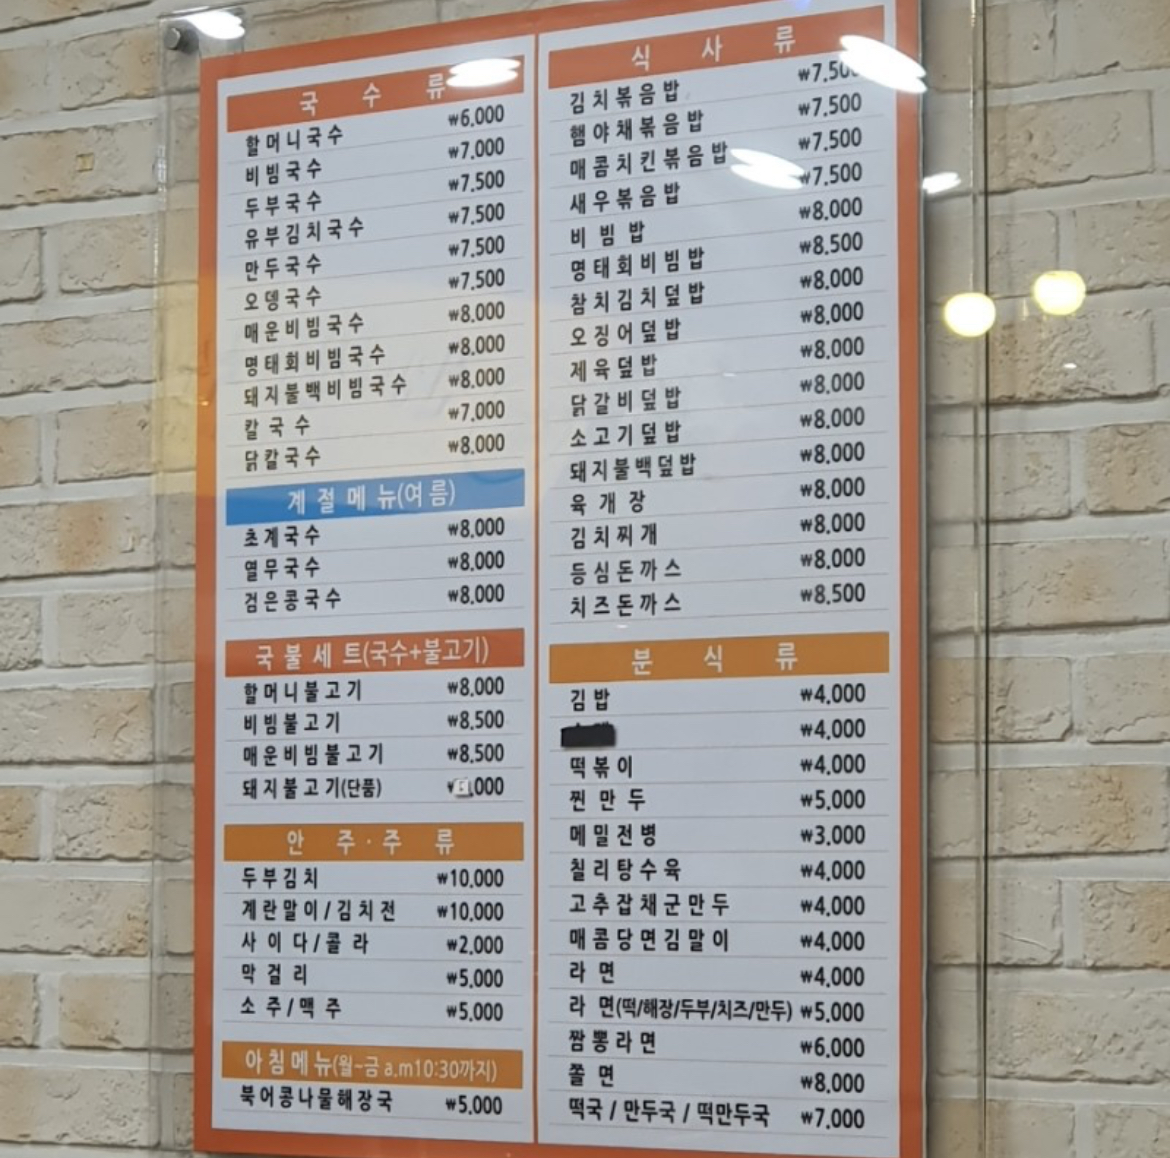 국 수 류
할머니국수 ₩6,000
비빔국수 ₩7,000
두부국수 ₩7,500
유부김치국수 ₩7,500
만두국수 ₩7,500
오뎅국수 ₩7,500
매운비빔국수 ₩8,000
명태회비빔국수 ₩8,000
돼지불백비빔국수 ₩8,000
칼국수 ₩7,000
닭칼국수 ₩8,000
계절메뉴(여름)
초계국수 ₩8,000
열무국수 ₩8,000
검은콩국수 ₩8,000
국불세트(국수+불고기)
할머니불고기 ₩8,000
비빔불고기 ₩8,500
매운비빔불고기 ₩8,500
돼지불고기(단품)
안 주·주 류
두부김치 ₩10,000
계란말이/김치전 ₩10,000
사이다/콜라 ₩2,000
막걸리 ₩5,000
소주/맥주 ₩5,000
아침메뉴(월~금 a.m10:30까지)
북어콩나물해장국 ₩5,000
식 사 류
김치볶음밥 ₩7,500
햄야채볶음밥 ₩7,500
매콤치킨볶음밥 ₩7,500
새우볶음밥 ₩7,500
비빔밥 ₩8,000
명태회비빔밥 ₩8,500
참치김치덮밥 ₩8,000
오징어덮밥 ₩8,000
제육덮밥 ₩8,000
닭갈비덮밥 ₩8,000
소고기덮밥 ₩8,000
돼지불백덮밥 ₩8,000
육개장 ₩8,000
김치찌개 ₩8,000
등심돈까스 ₩8,000
치즈돈까스 ₩8,500
분 식 류
김밥 ₩4,000
₩4,000
떡볶이 ₩4,000
찐만두 ₩5,000
메밀전병 ₩3,000
칠리탕수육 ₩4,000
고추잡채군만두 ₩4,000
매콤당면김말이 ₩4,000
라면 ₩4,000
라면(떡/해장/두부/치즈/만두) ₩5,000
짬뽕라면 ₩6,000
쫄면 ₩8,000
떡국 / 만두국 / 떡만두국 ₩7,000